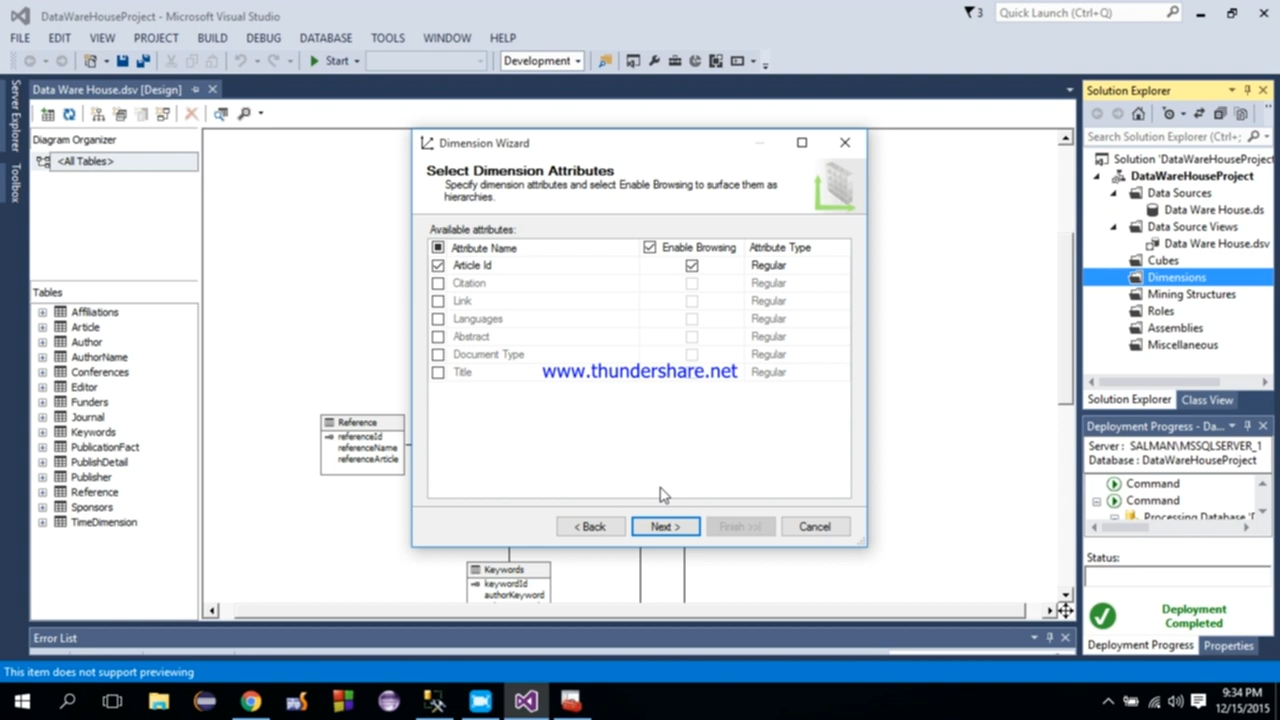 DataWareHouseProject - Microsoft Visual Studio
3
Quick Launch (Ctrl+Q)
FILE EDIT VIEW PROJECT BUILD DEBUG DATABASE TOOLS WINDOW HELP
Start
Development
Server Explorer
Toolbox
Data Ware House.dsv [Design]
Diagram Organizer
<All Tables>
Tables
Affiliations
Article
Author
AuthorName
Conferences
Editor
Funders
Journal
Keywords
PublicationFact
PublishDetail
Publisher
Reference
Sponsors
TimeDimension
Reference
referenceId
referenceName
referenceArticle
Keywords
keywordId
authorKeyword
Dimension Wizard
Select Dimension Attributes
Specify dimension attributes and select Enable Browsing to surface them as
hierarchies.
Available attributes:
Attribute Name Enable Browsing Attribute Type
Article Id Regular
Citation Regular
Link Regular
Languages Regular
Abstract Regular
Document Type Regular
Title Regular
www.thundershare.net
< Back Next > Finish >>| Cancel
Solution Explorer
Search Solution Explorer (Ctrl+;
Solution 'DataWareHouseProject
DataWareHouseProject
Data Sources
Data Ware House.ds
Data Source Views
Data Ware House.dsv
Cubes
Dimensions
Mining Structures
Roles
Assemblies
Miscellaneous
Solution Explorer Class View
Deployment Progress - Da...
Server : SALMAN\MSSQLSERVER_1
Database : DataWareHouseProject
Command
Command
Processing Database 'D
Status:
Deployment
Completed
Deployment Progress Properties
Error List
This item does not support previewing
9:34 PM
12/15/2015